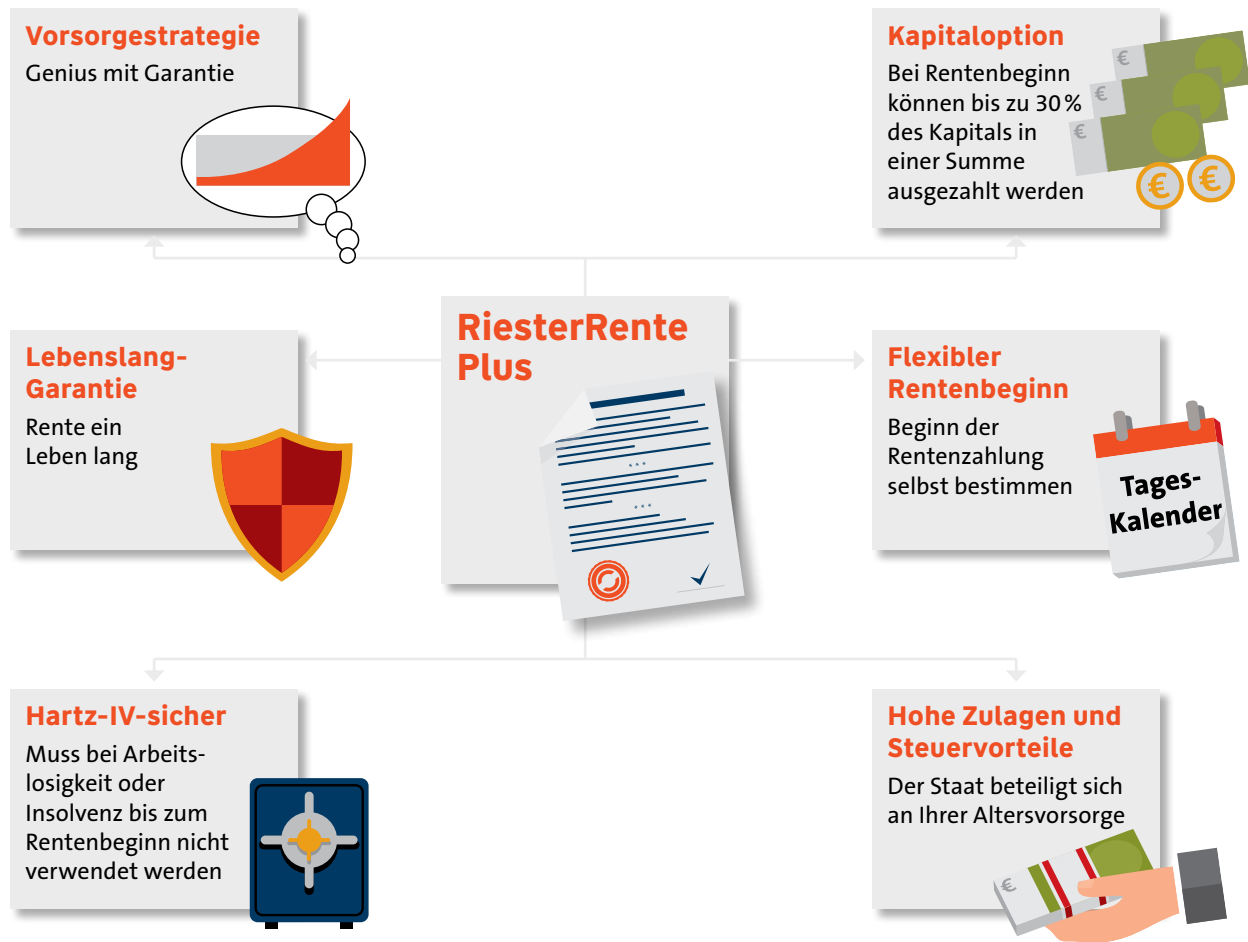 Vorsorgestrategie
Genius mit Garantie
Kapitaloption
Bei Rentenbeginn
können bis zu 30 %
des Kapitals in
einer Summe
ausgezahlt werden
€
€
€
€
€
RiesterRente
Plus
Lebenslang-
Garantie
Rente ein
Leben lang
Flexibler
Rentenbeginn
Beginn der
Rentenzahlung
selbst bestimmen
Tages-
Kalender
Hartz-IV-sicher
Muss bei Arbeits-
losigkeit oder
Insolvenz bis zum
Rentenbeginn nicht
verwendet werden
Hohe Zulagen und
Steuervorteile
Der Staat beteiligt sich
an Ihrer Altersvorsorge
€